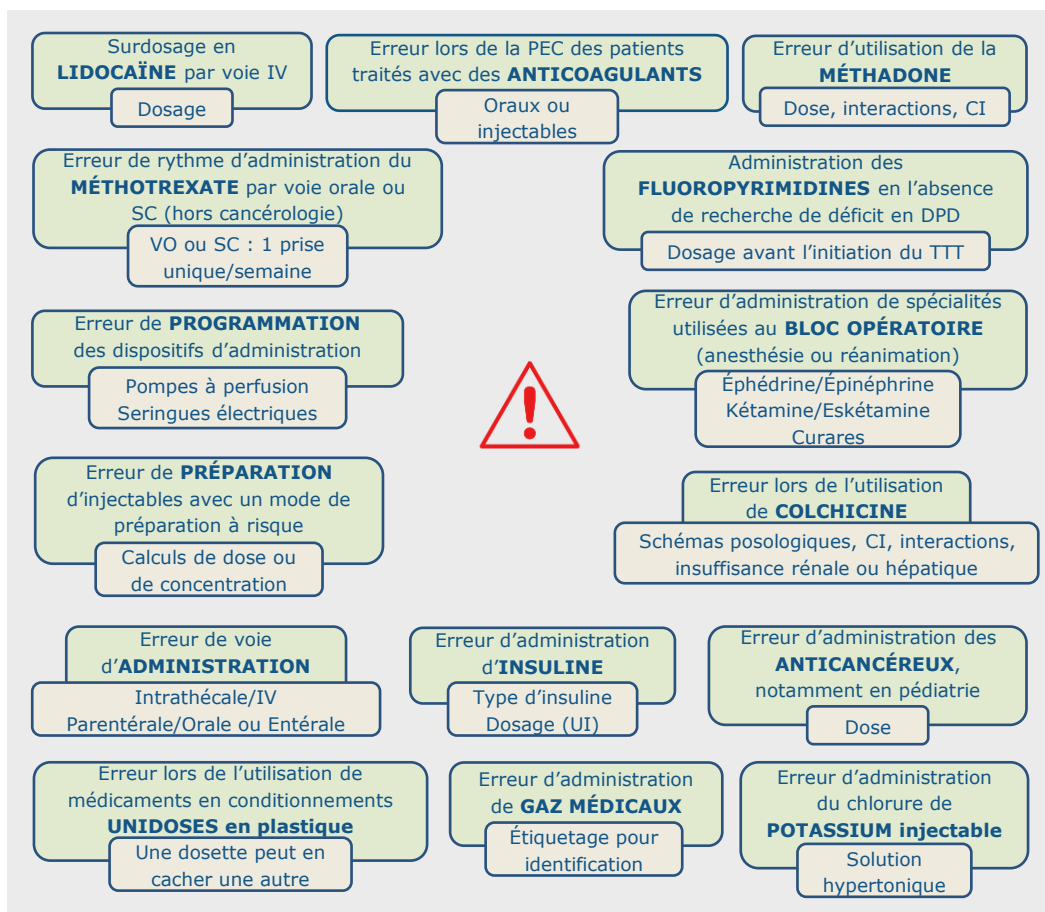 Surdosage en
LIDOCAÏNE par voie IV
Dosage
Erreur lors de la PEC des patients
traités avec des ANTICOAGULANTS
Oraux ou
injectables
Erreur d’utilisation de la
MÉTHADONE
Dose, interactions, CI
Erreur de rythme d’administration du
MÉTHOTREXATE par voie orale ou
SC (hors cancérologie)
VO ou SC : 1 prise
unique/semaine
Administration des
FLUOROPYRIMIDINES en l’absence
de recherche de déficit en DPD
Dosage avant l’initiation du TTT
Erreur de PROGRAMMATION
des dispositifs d’administration
Pompes à perfusion
Seringues électriques
Erreur d’administration de spécialités
utilisées au BLOC OPÉRATOIRE
(anesthésie ou réanimation)
Éphédrine/Épinéphrine
Kétamine/Eskétamine
Curares
Erreur de PRÉPARATION
d’injectables avec un mode de
préparation à risque
Calculs de dose ou
de concentration
Erreur lors de l’utilisation
de COLCHICINE
Schémas posologiques, CI, interactions,
insuffisance rénale ou hépatique
Erreur de voie
d’ADMINISTRATION
Intrathécale/IV
Parentérale/Orale ou Entérale
Erreur d’administration
d’INSULINE
Type d’insuline
Dosage (UI)
Erreur d’administration des
ANTICANCÉREUX,
notamment en pédiatrie
Dose
Erreur lors de l’utilisation de
médicaments en conditionnements
UNIDOSES en plastique
Une dosette peut en
cacher une autre
Erreur d’administration
de GAZ MÉDICAUX
Étiquetage pour
identification
Erreur d’administration
du chlorure de
POTASSIUM injectable
Solution
hypertonique